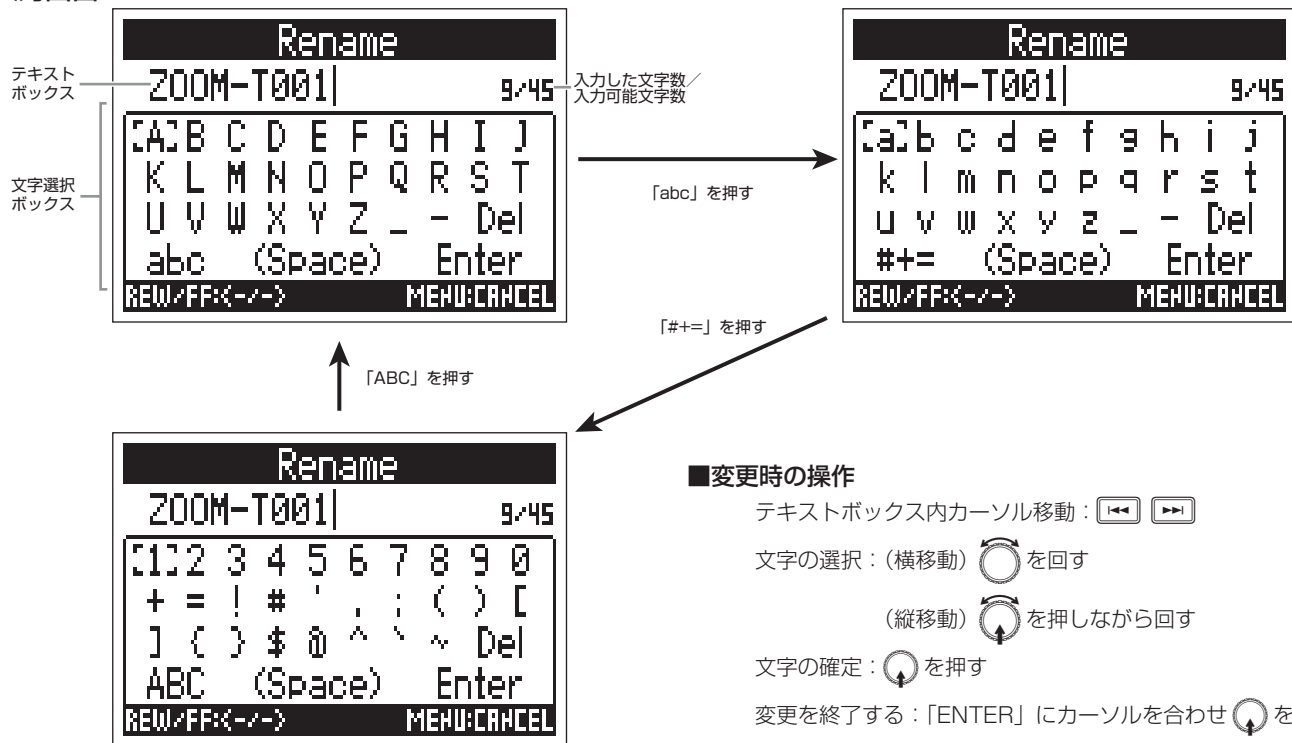 Rename
テキスト
ボックス
ZOOM-T001
9/45
入力した文字数／
入力可能文字数
文字選択
ボックス
[A] B C D E F G H I J
K L M N O P Q R S T
U V W X Y Z _ - Del
abc (Space) Enter
REW/FF:<-/-> MENU:CANCEL
「abc」を押す
Rename
ZOOM-T001 9/45
[a] b c d e f g h i j
k l m n o p q r s t
u v w x y z _ - Del
#+= (Space) Enter
REW/FF:<-/-> MENU:CANCEL
「#+=」を押す
「ABC」を押す
Rename
ZOOM-T001 9/45
[1] 2 3 4 5 6 7 8 9 0
+ = ! # ' , ; ( ) [
] { } $ @ ^ ` ~ Del
ABC (Space) Enter
REW/FF:<-/-> MENU:CANCEL
■変更時の操作
テキストボックス内カーソル移動：
文字の選択：（横移動）を回す
（縦移動）を押しながら回す
文字の確定：を押す
変更を終了する：「ENTER」にカーソルを合わせを